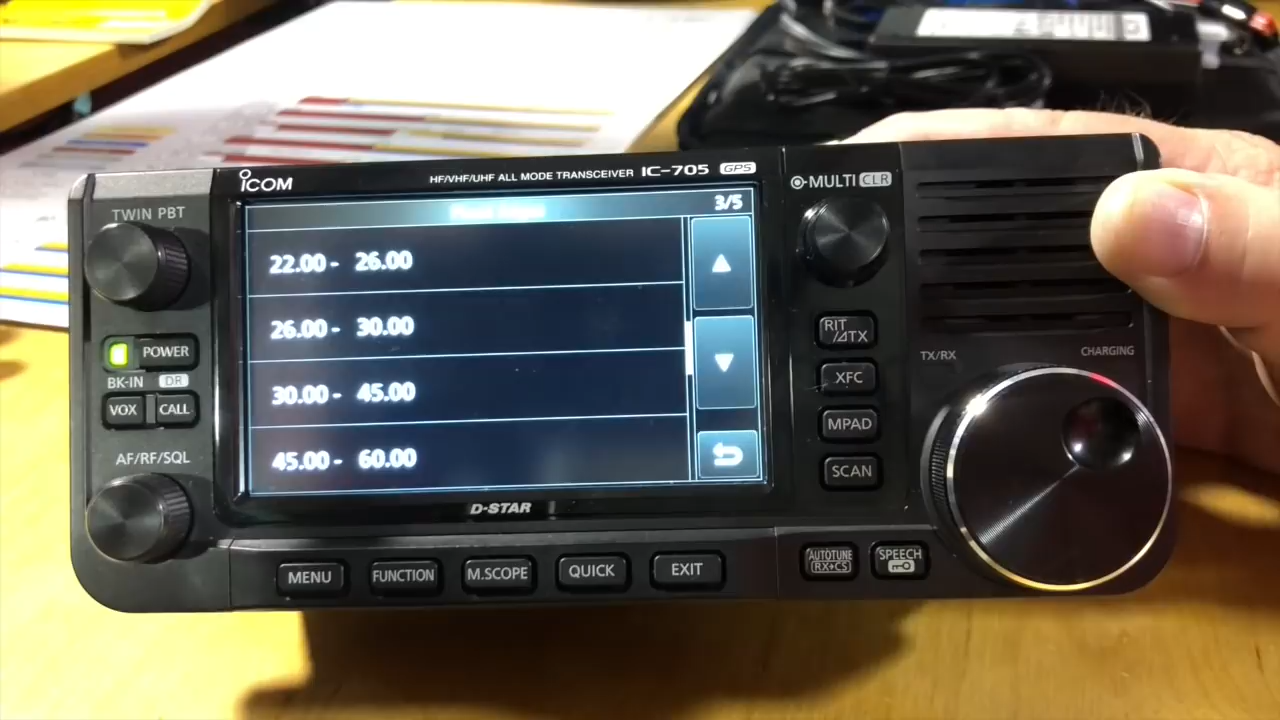 ICOM
HF/VHF/UHF ALL MODE TRANSCEIVER IC-705 GPS
MULTI CLR
TWIN PBT
3/5
22.00 - 26.00
26.00 - 30.00
30.00 - 45.00
45.00 - 60.00
POWER
BK-IN DR
VOX CALL
AF/RF/SQL
RIT/⊿TX
XFC
MPAD
SCAN
TX/RX
CHARGING
D-STAR
MENU FUNCTION M.SCOPE QUICK EXIT
AUTOTUNE
RX→CS
SPEECH